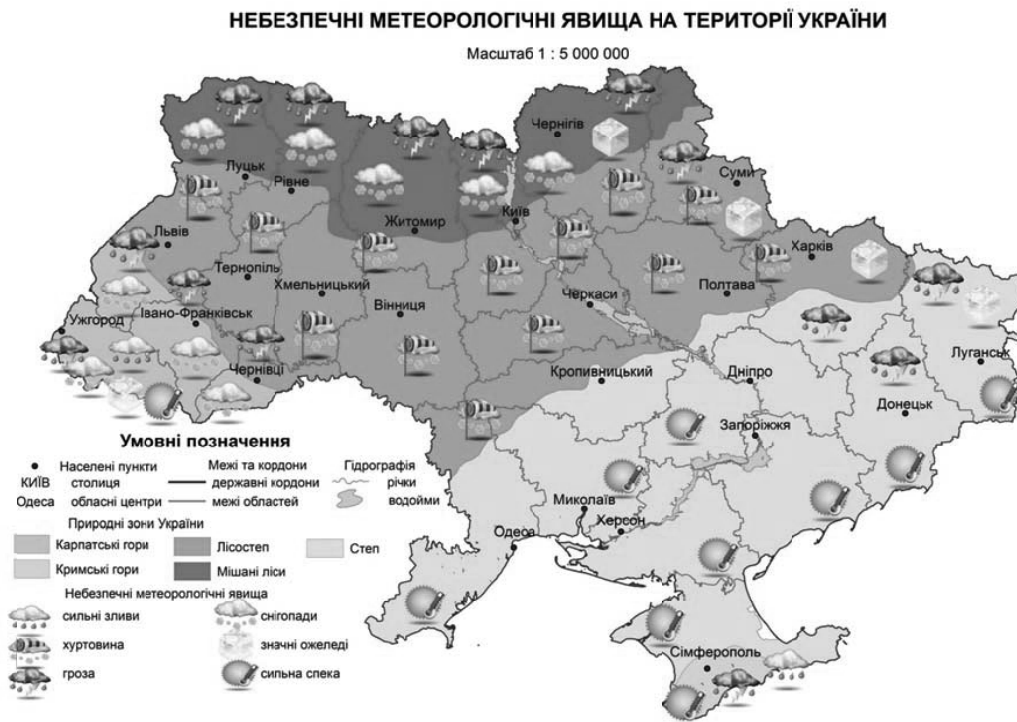 НЕБЕЗПЕЧНІ МЕТЕОРОЛОГІЧНІ ЯВИЩА НА ТЕРИТОРІЇ УКРАЇНИ
Масштаб 1 : 5 000 000
Чернігів
Луцьк
Рівне
Суми
Житомир
Київ
Львів
Харків
Тернопіль
Хмельницький
Полтава
Вінниця
Черкаси
Ужгород
Івано-Франківськ
Луганськ
Чернівці
Кропивницький
Дніпро
Донецьк
Запоріжжя
Миколаїв
Херсон
Одеса
Сімферополь
Умовні позначення
Населені пункти
Межі та кордони
Гідрографія
КИЇВ столиця
державні кордони
річки
Одеса обласні центри
межі областей
водойми
Природні зони України
Карпатські гори
Лісостеп
Степ
Кримські гори
Мішані ліси
Небезпечні метеорологічні явища
сильні зливи
снігопади
хуртовина
значні ожеледі
гроза
сильна спека